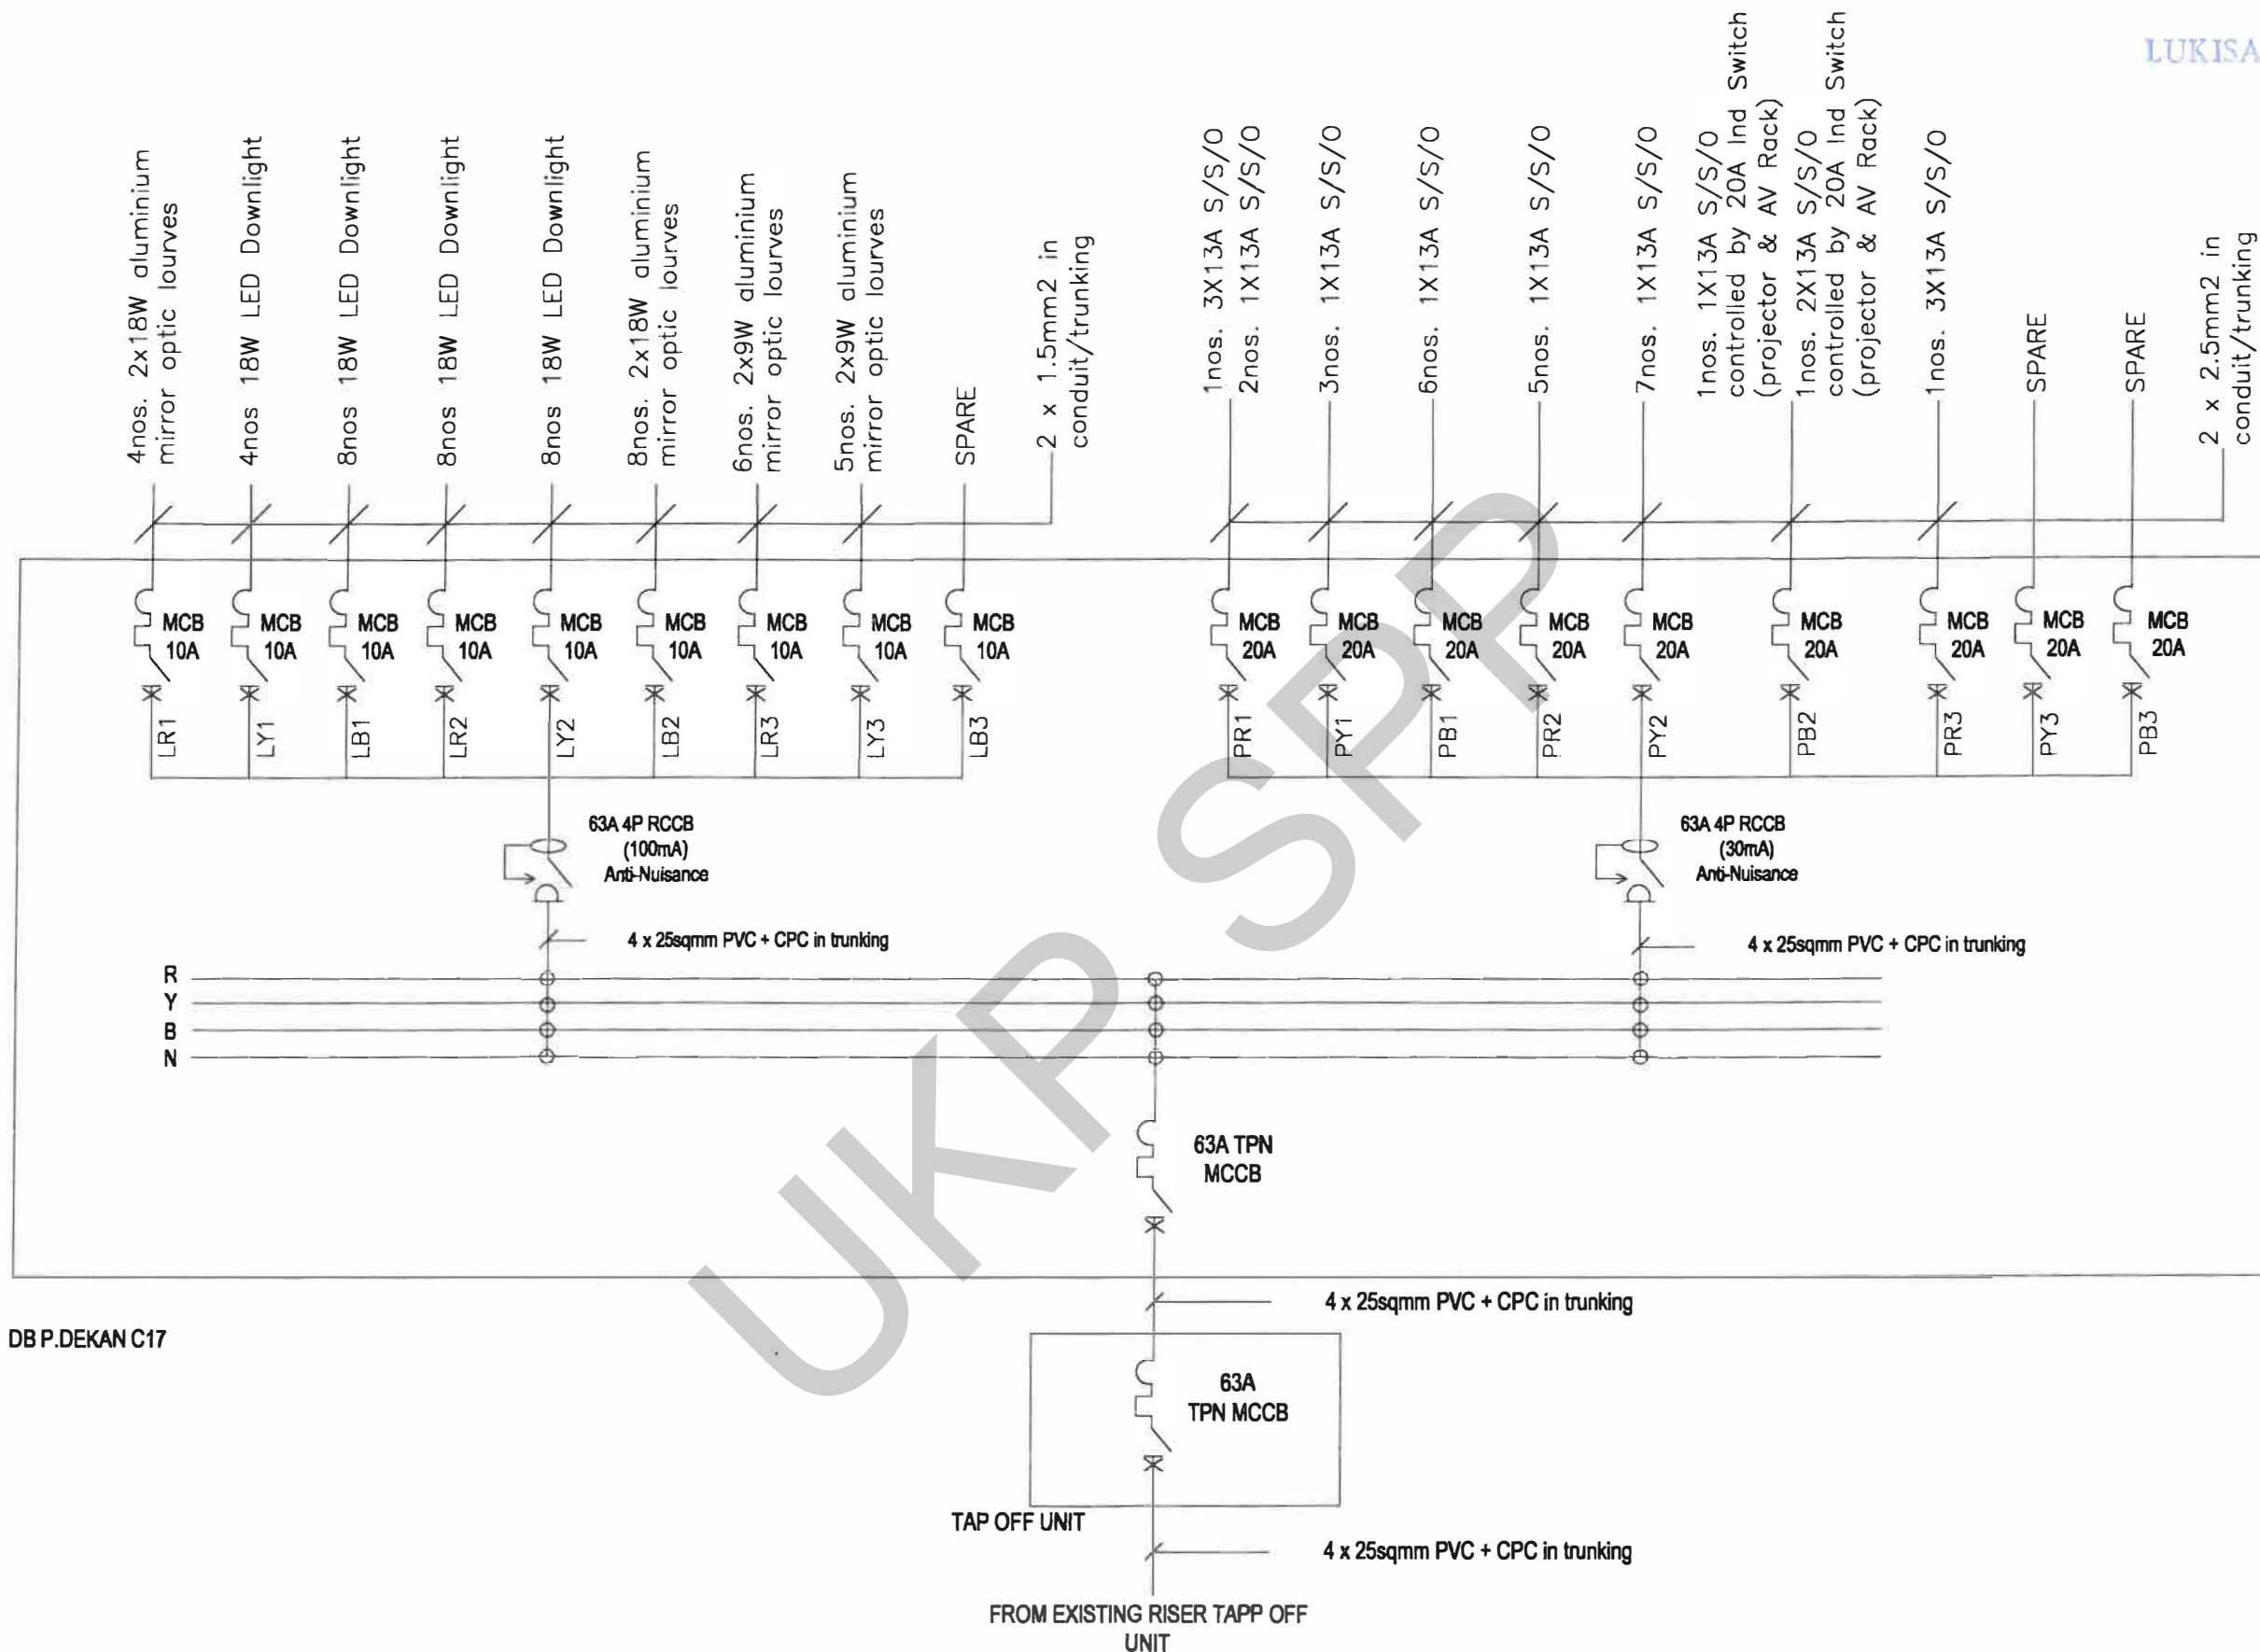 LUKISA
4nos. 2x18W aluminium
mirror optic lourves
4nos 18W LED Downlight
8nos 18W LED Downlight
8nos 18W LED Downlight
8nos 18W LED Downlight
8nos. 2x18W aluminium
mirror optic lourves
6nos. 2x9W aluminium
mirror optic lourves
5nos. 2x9W aluminium
mirror optic lourves
SPARE
2 x 1.5mm2 in
conduit/trunking
1nos. 3X13A S/S/O
2nos. 1X13A S/S/O
3nos. 1X13A S/S/O
6nos. 1X13A S/S/O
5nos. 1X13A S/S/O
7nos. 1X13A S/S/O
1nos. 1X13A S/S/O
controlled by 20A Ind Switch
(projector & AV Rack)
1nos. 2X13A S/S/O
controlled by 20A Ind Switch
(projector & AV Rack)
1nos. 3X13A S/S/O
SPARE
SPARE
2 x 2.5mm2 in
conduit/trunking
MCB
10A
MCB
10A
MCB
10A
MCB
10A
MCB
10A
MCB
10A
MCB
10A
MCB
10A
MCB
10A
MCB
20A
MCB
20A
MCB
20A
MCB
20A
MCB
20A
MCB
20A
MCB
20A
MCB
20A
MCB
20A
LR1
LY1
LB1
LR2
LY2
LB2
LR3
LY3
LB3
PR1
PY1
PB1
PR2
PY2
PB2
PR3
PY3
PB3
63A 4P RCCB
(100mA)
Anti-Nuisance
63A 4P RCCB
(30mA)
Anti-Nuisance
4 x 25sqmm PVC + CPC in trunking
4 x 25sqmm PVC + CPC in trunking
R
Y
B
N
63A TPN
MCCB
4 x 25sqmm PVC + CPC in trunking
DB P.DEKAN C17
63A
TPN MCCB
TAP OFF UNIT
4 x 25sqmm PVC + CPC in trunking
FROM EXISTING RISER TAPP OFF
UNIT
UKP SPP